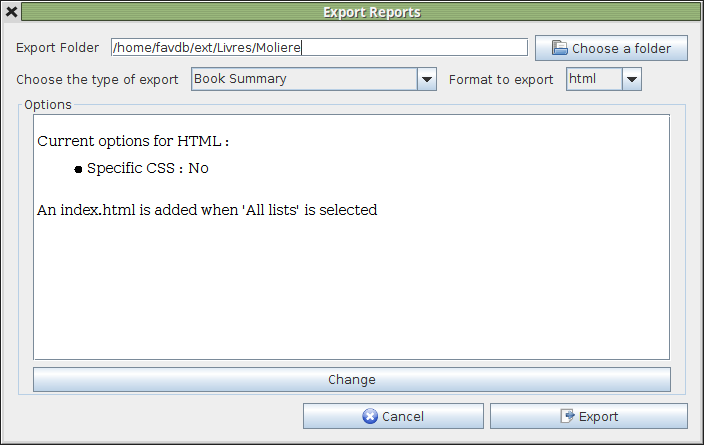 Export Reports
Export Folder /home/favdb/ext/Livres/Moliere Choose a folder
Choose the type of export Book Summary Format to export html
Options
Current options for HTML :
• Specific CSS : No
An index.html is added when 'All lists' is selected
Change
Cancel Export